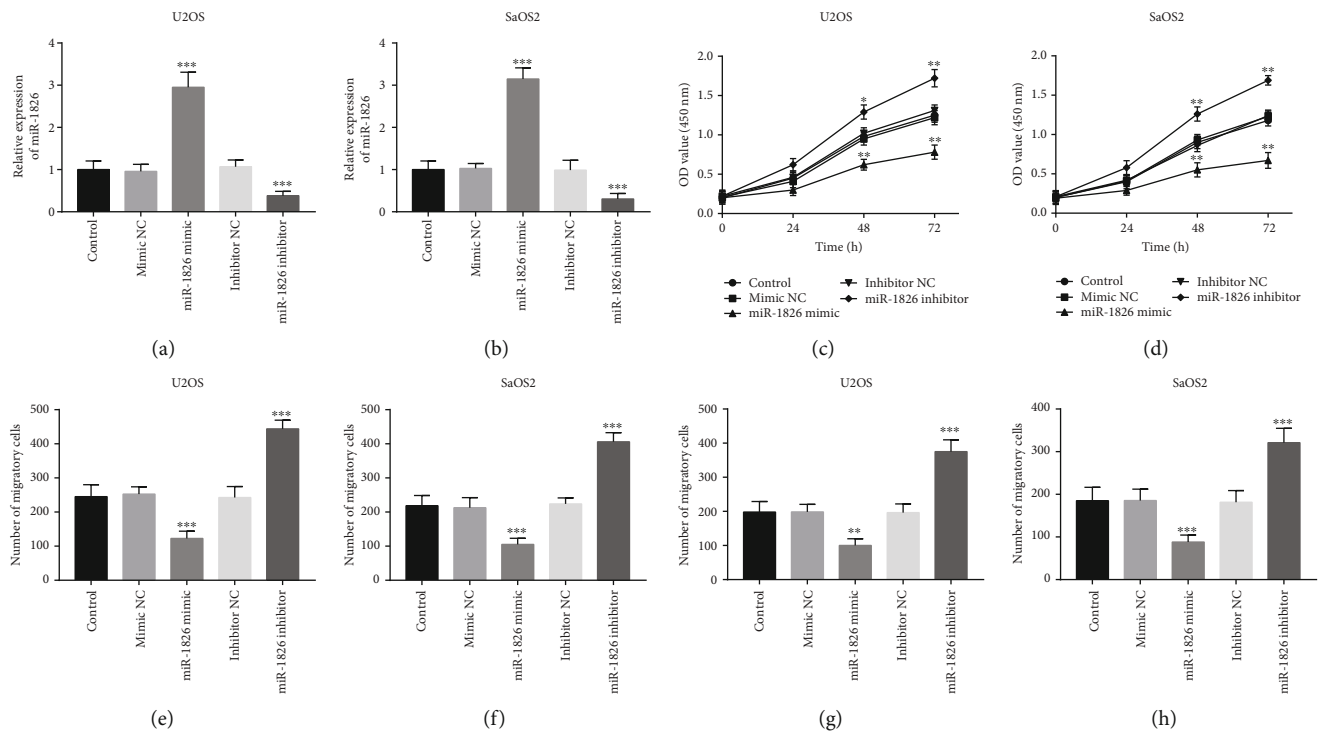 U2OS
Relative expression
of miR-1826
4
3
2
1
0
***
***
Control
Mimic NC
miR-1826 mimic
Inhibitor NC
miR-1826 inhibitor
(a)
SaOS2
Relative expression
of miR-1826
4
3
2
1
0
***
***
Control
Mimic NC
miR-1826 mimic
Inhibitor NC
miR-1826 inhibitor
(b)
U2OS
OD value (450 nm)
2.0
1.5
1.0
0.5
0.0
*
**
**
**
0 24 48 72
Time (h)
Control
Mimic NC
miR-1826 mimic
Inhibitor NC
miR-1826 inhibitor
(c)
SaOS2
OD value (450 nm)
2.0
1.5
1.0
0.5
0.0
**
**
**
**
0 24 48 72
Time (h)
Control
Mimic NC
miR-1826 mimic
Inhibitor NC
miR-1826 inhibitor
(d)
U2OS
Number of migratory cells
500
400
300
200
100
0
***
***
Control
Mimic NC
miR-1826 mimic
Inhibitor NC
miR-1826 inhibitor
(e)
SaOS2
Number of migratory cells
500
400
300
200
100
0
***
***
Control
Mimic NC
miR-1826 mimic
Inhibitor NC
miR-1826 inhibitor
(f)
U2OS
Number of migratory cells
500
400
300
200
100
0
**
***
Control
Mimic NC
miR-1826 mimic
Inhibitor NC
miR-1826 inhibitor
(g)
SaOS2
Number of migratory cells
400
300
200
100
0
***
***
Control
Mimic NC
miR-1826 mimic
Inhibitor NC
miR-1826 inhibitor
(h)